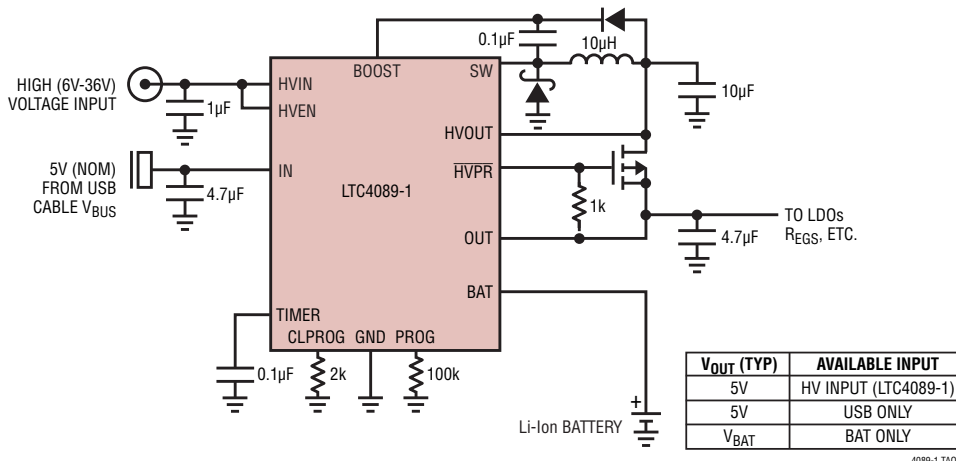 0.1µF
10µH
BOOST
SW
HIGH (6V-36V)
VOLTAGE INPUT
HVIN
1µF
HVEN
10µF
HVOUT
5V (NOM)
FROM USB
CABLE VBUS
IN
4.7µF
HVPR
LTC4089-1
1k
TO LDOs
REGS, ETC.
OUT
4.7µF
BAT
TIMER
CLPROG GND PROG
0.1µF
2k
100k
+
Li-Ion BATTERY
VOUT (TYP) AVAILABLE INPUT
5V HV INPUT (LTC4089-1)
5V USB ONLY
VBAT BAT ONLY